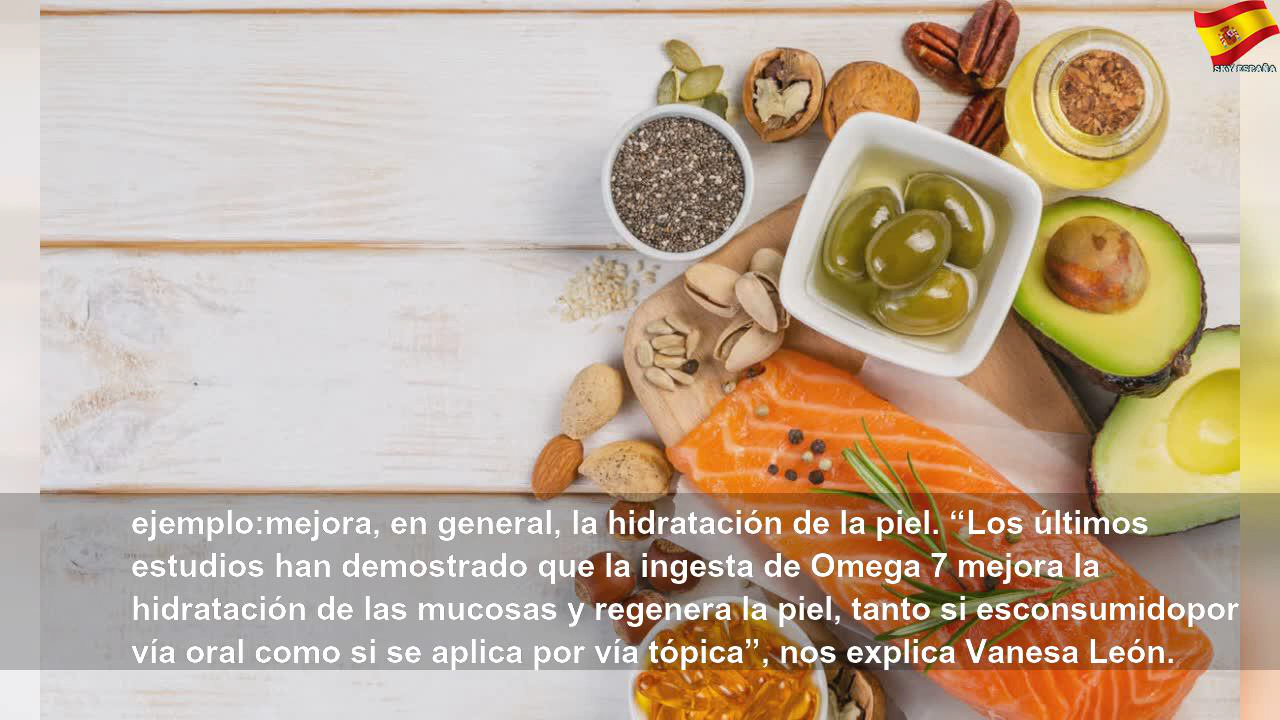 SKY ESPAÑA
ejemplo:mejora, en general, la hidratación de la piel. “Los últimos
estudios han demostrado que la ingesta de Omega 7 mejora la
hidratación de las mucosas y regenera la piel, tanto si esconsumidopor
vía oral como si se aplica por vía tópica”, nos explica Vanesa León.